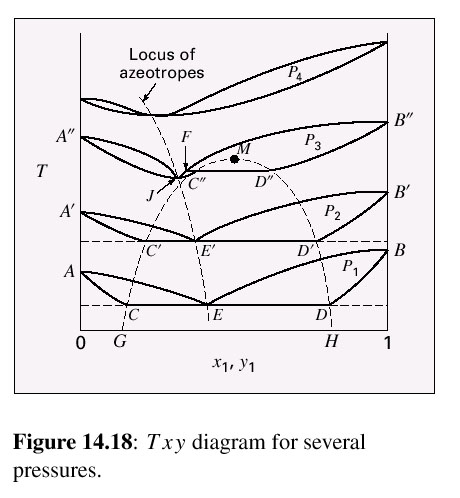 Locus of
azeotropes
P4
A″
F
M
P3
B″
T
J
C″
D″
A′
P2
B′
C′
E′
D′
A
P1
B
C
E
D
0
G
H
1
x1, y1
Figure 14.18: Txy diagram for several
pressures.